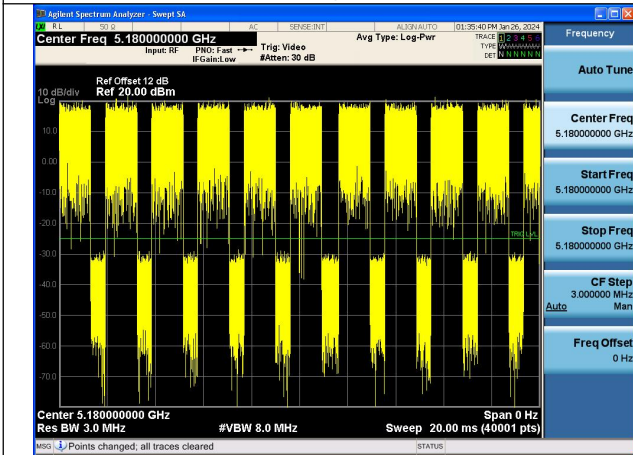 Agilent Spectrum Analyzer - Swept SA
RL 50 Ω AC SENSE:INT ALIGNAUTO 01:35:40 PM Jan 26, 2024
Center Freq 5.180000000 GHz
Input: RF PNO: Fast IFGain:Low
Trig: Video
#Atten: 30 dB
Avg Type: Log-Pwr
TRACE 1 2 3 4 5 6
TYPE WWWWWW
DET N N N N N N
Ref Offset 12 dB
10 dB/div Ref 20.00 dBm
Log
10.0
0.00
-10.0
-20.0
-30.0
-40.0
-50.0
-60.0
-70.0
TRIG LVL
Center 5.180000000 GHz Span 0 Hz
Res BW 3.0 MHz #VBW 8.0 MHz Sweep 20.00 ms (40001 pts)
MSG Points changed; all traces cleared STATUS
Frequency
Auto Tune
Center Freq
5.180000000 GHz
Start Freq
5.180000000 GHz
Stop Freq
5.180000000 GHz
CF Step
3.000000 MHz
Auto Man
Freq Offset
0 Hz